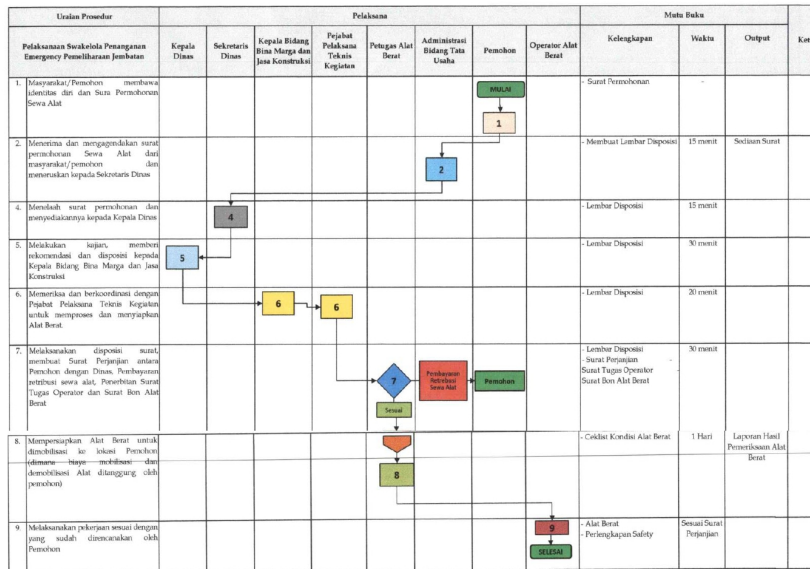 Uraian Prosedur
Pelaksana
Mutu Buku
Pelaksanaan Swakelola Penanganan
Emergency Pemeliharaan Jembatan
Kepala
Dinas
Sekretaris
Dinas
Kepala Bidang
Bina Marga dan
Jasa Konstruksi
Pejabat
Pelaksana
Teknis
Kegiatan
Petugas Alat
Berat
Administrasi
Bidang Tata
Usaha
Pemohon
Operator Alat
Berat
Kelengkapan
Waktu
Output
Ket
1. Masyarakat/Pemohon membawa
identitas diri dan Sura Permohonan
Sewa Alat
MULAI
1
- Surat Permohonan
-
2. Menerima dan mengagendakan surat
permohonan Sewa Alat dari
masyarakat/pemohon dan
meneruskan kepada Sekretaris Dinas
2
- Membuat Lambar Disposisi
15 menit
Sediaan Surat
4. Menelaah surat permohonan dan
menyediakannya kepada Kepala Dinas
4
- Lembar Disposisi
15 menit
5. Melakukan kajian, memberi
rekomendasi dan disposisi kepada
Kepala Bidang Bina Marga dan Jasa
Konstruksi
5
- Lembar Disposisi
30 menit
6. Memeriksa dan berkoordinasi dengan
Pejabat Pelaksana Teknis Kegiatan
untuk memproses dan menyiapkan
Alat Berat
6
6
- Lembar Disposisi
20 menit
7. Melaksanakan disposisi surat,
membuat Surat Perjanjian antara
Pemohon dengan Dinas, Pembayaran
retribusi sewa alat, Penerbitan Surat
Tugas Operator dan Surat Bon Alat
Berat
7
Pembayaran
Retribusi
Sewa Alat
Pemohon
Sesuai
- Lembar Disposisi
- Surat Perjanjian
Surat Tugas Operator
Surat Bon Alat Berat
30 menit
8. Mempersiapkan Alat Berat untuk
dimobilisasi ke lokasi Pemohon
(dimana biaya mobilisasi dan
demobilisasi Alat ditanggung oleh
pemohon)
8
- Ceklist Kondisi Alat Berat
1 Hari
Laporan Hasil
Pemeriksaan Alat
Berat
9. Melaksanakan pekerjaan sesuai dengan
yang sudah direncanakan oleh
Pemohon
9
SELESAI
- Alat Berat
- Perlengkapan Safety
Sesuai Surat
Perjanjian